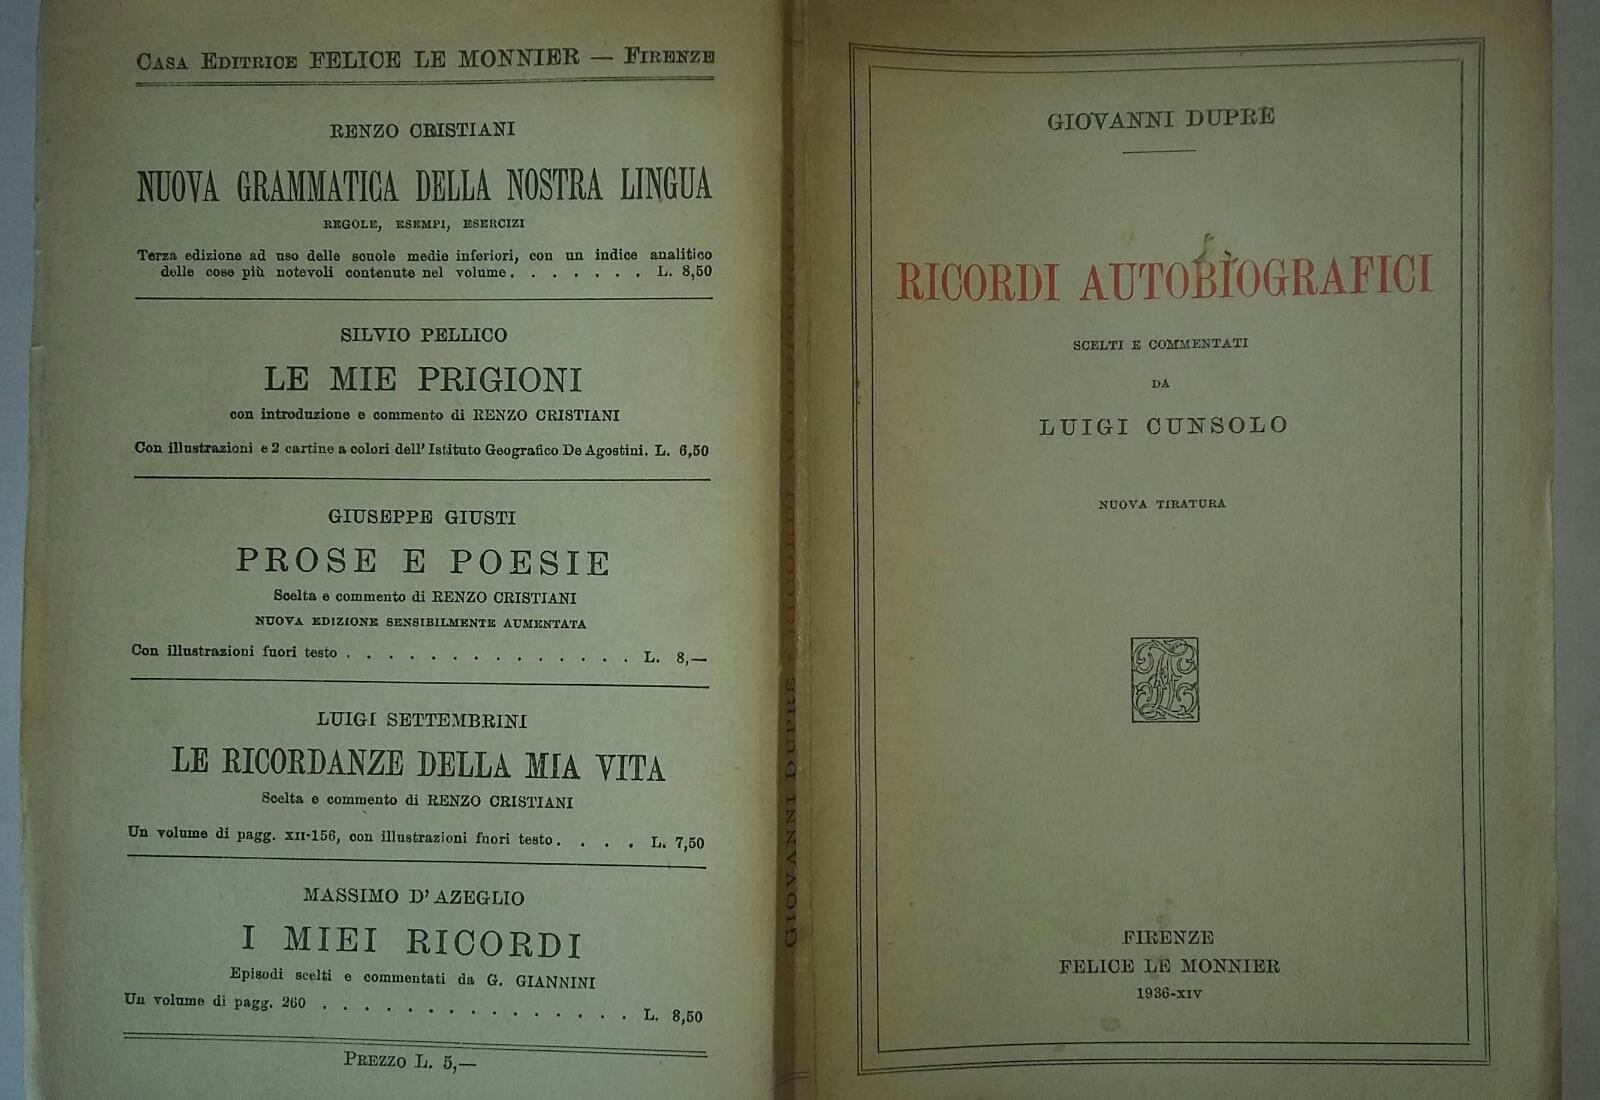 CASA EDITRICE FELICE LE MONNIER — FIRENZE
RENZO CRISTIANI
NUOVA GRAMMATICA DELLA NOSTRA LINGUA
REGOLE, ESEMPI, ESERCIZI
Terza edizione ad uso delle scuole medie inferiori, con un indice analitico
delle cose più notevoli contenute nel volume . . . . . . . L. 8,50
SILVIO PELLICO
LE MIE PRIGIONI
con introduzione e commento di RENZO CRISTIANI
Con illustrazioni e 2 cartine a colori dell' Istituto Geografico De Agostini. L. 6,50
GIUSEPPE GIUSTI
PROSE E POESIE
Scelta e commento di RENZO CRISTIANI
NUOVA EDIZIONE SENSIBILMENTE AUMENTATA
Con illustrazioni fuori testo . . . . . . . . . . . . . . L. 8,—
LUIGI SETTEMBRINI
LE RICORDANZE DELLA MIA VITA
Scelta e commento di RENZO CRISTIANI
Un volume di pagg. XII-156, con illustrazioni fuori testo . . . . L. 7,50
MASSIMO D' AZEGLIO
I MIEI RICORDI
Episodi scelti e commentati da G. GIANNINI
Un volume di pagg. 260 . . . . . . . . . . . . . . . L. 8,50
PREZZO L. 5,—
GIOVANNI DUPRÈ - RICORDI AUTOBIOGRAFICI
GIOVANNI DUPRÈ
RICORDI AUTOBIOGRAFICI
SCELTI E COMMENTATI
DA
LUIGI CUNSOLO
NUOVA TIRATURA
FIRENZE
FELICE LE MONNIER
1936-XIV